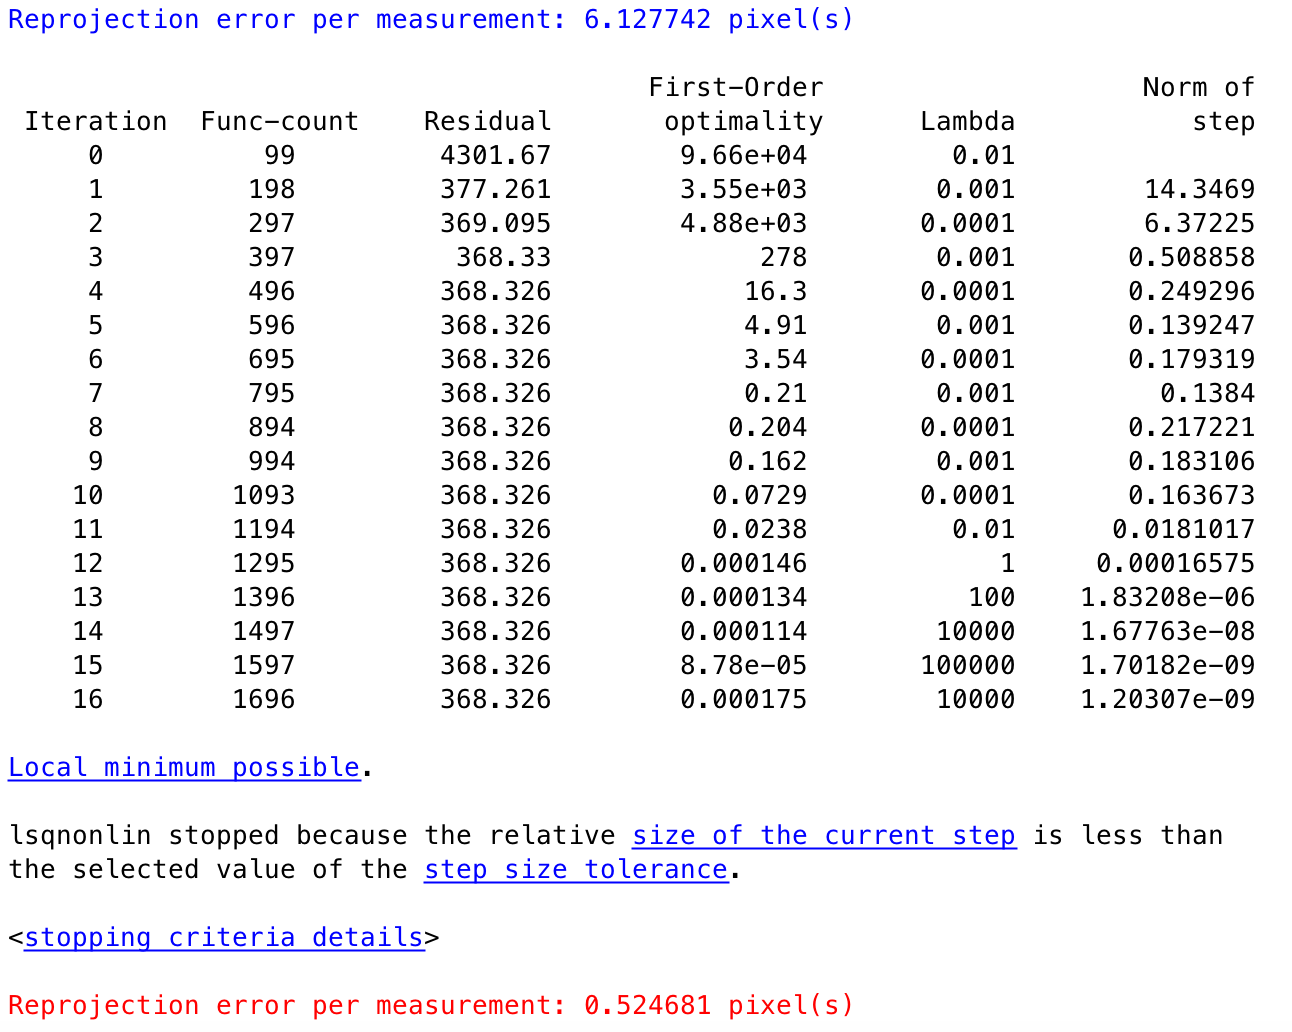 Reprojection error per measurement: 6.127742 pixel(s)
First-Order Norm of
Iteration Func-count Residual optimality Lambda step
0 99 4301.67 9.66e+04 0.01
1 198 377.261 3.55e+03 0.001 14.3469
2 297 369.095 4.88e+03 0.0001 6.37225
3 397 368.33 278 0.001 0.508858
4 496 368.326 16.3 0.0001 0.249296
5 596 368.326 4.91 0.001 0.139247
6 695 368.326 3.54 0.0001 0.179319
7 795 368.326 0.21 0.001 0.1384
8 894 368.326 0.204 0.0001 0.217221
9 994 368.326 0.162 0.001 0.183106
10 1093 368.326 0.0729 0.0001 0.163673
11 1194 368.326 0.0238 0.01 0.0181017
12 1295 368.326 0.000146 1 0.00016575
13 1396 368.326 0.000134 100 1.83208e-06
14 1497 368.326 0.000114 10000 1.67763e-08
15 1597 368.326 8.78e-05 100000 1.70182e-09
16 1696 368.326 0.000175 10000 1.20307e-09
Local minimum possible.
lsqnonlin stopped because the relative size of the current step is less than
the selected value of the step size tolerance.
<stopping criteria details>
Reprojection error per measurement: 0.524681 pixel(s)